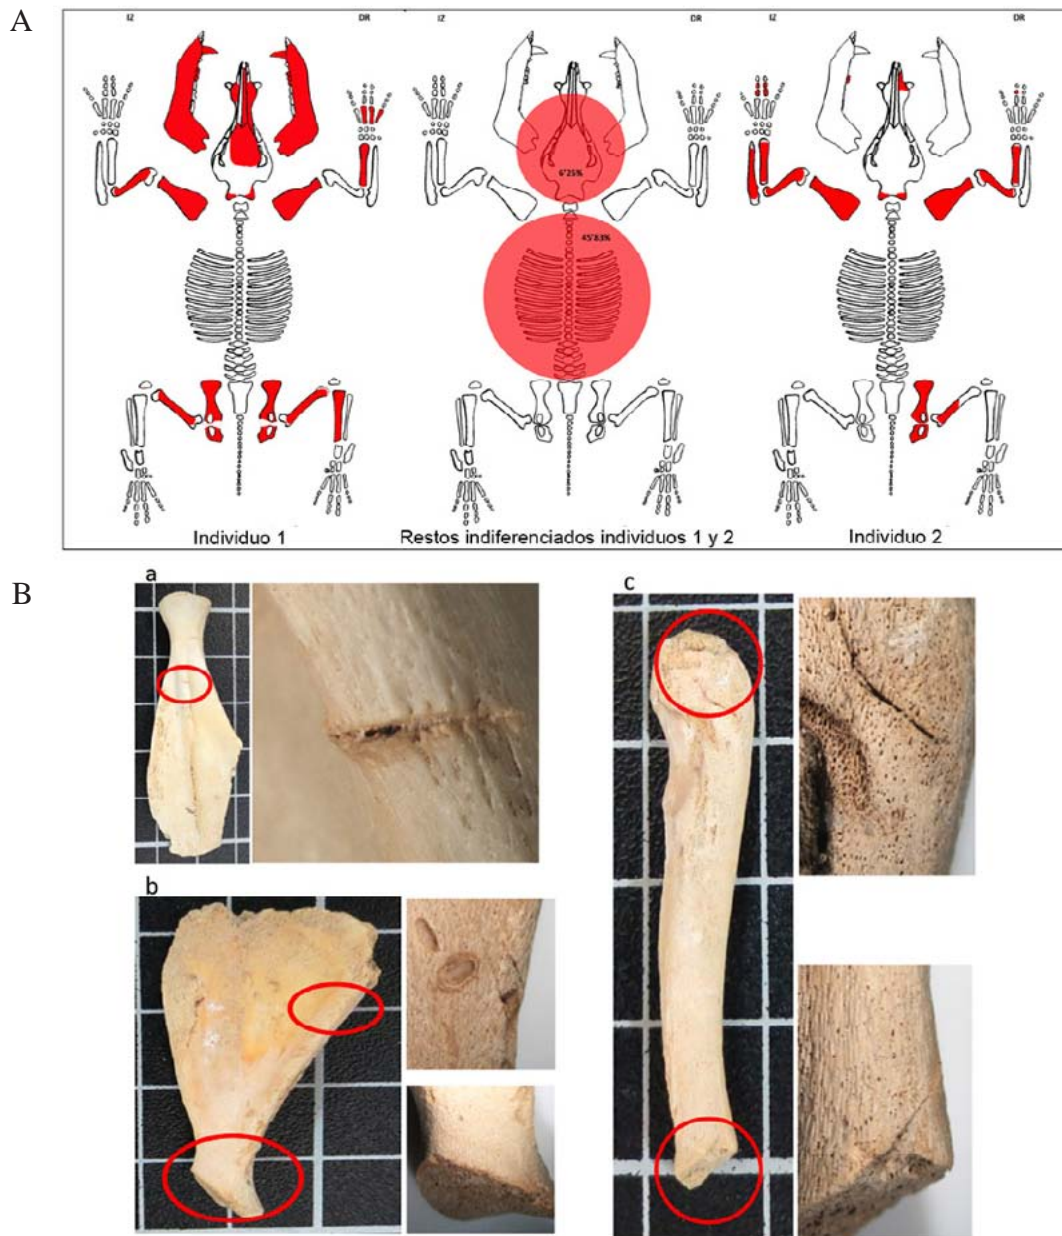 A
IZ DR IZ DR IZ DR
6'25%
45'83%
Individuo 1 Restos indiferenciados individuos 1 y 2 Individuo 2
B
a
c
b